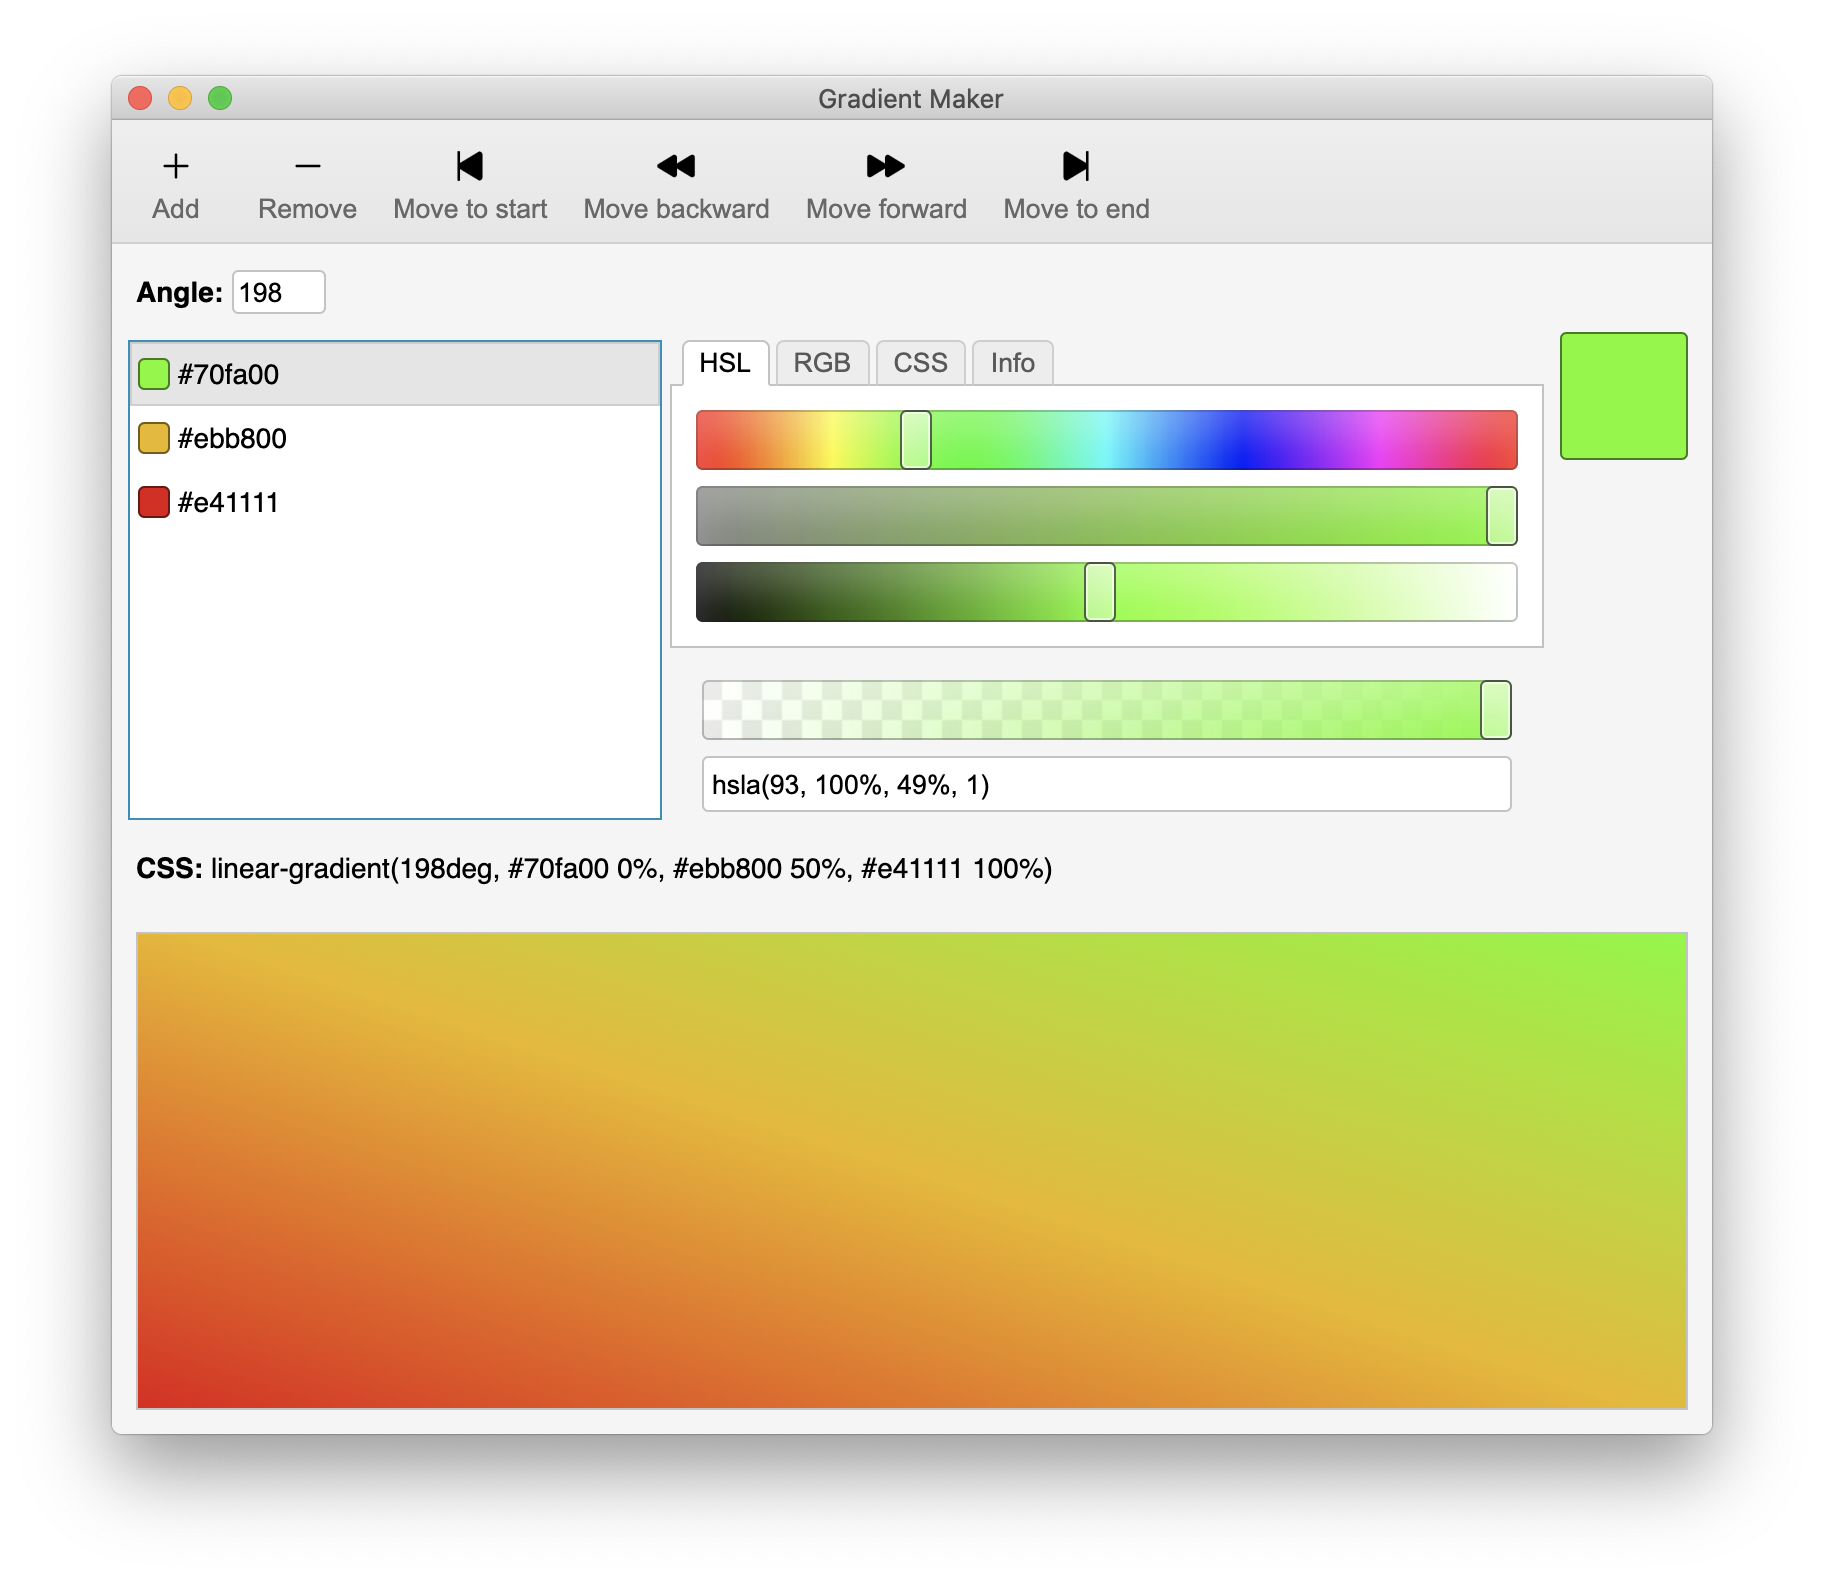 Gradient Maker
Add Remove Move to start Move backward Move forward Move to end
Angle: 198
#70fa00
#ebb800
#e41111
HSL RGB CSS Info
hsla(93, 100%, 49%, 1)
CSS: linear-gradient(198deg, #70fa00 0%, #ebb800 50%, #e41111 100%)